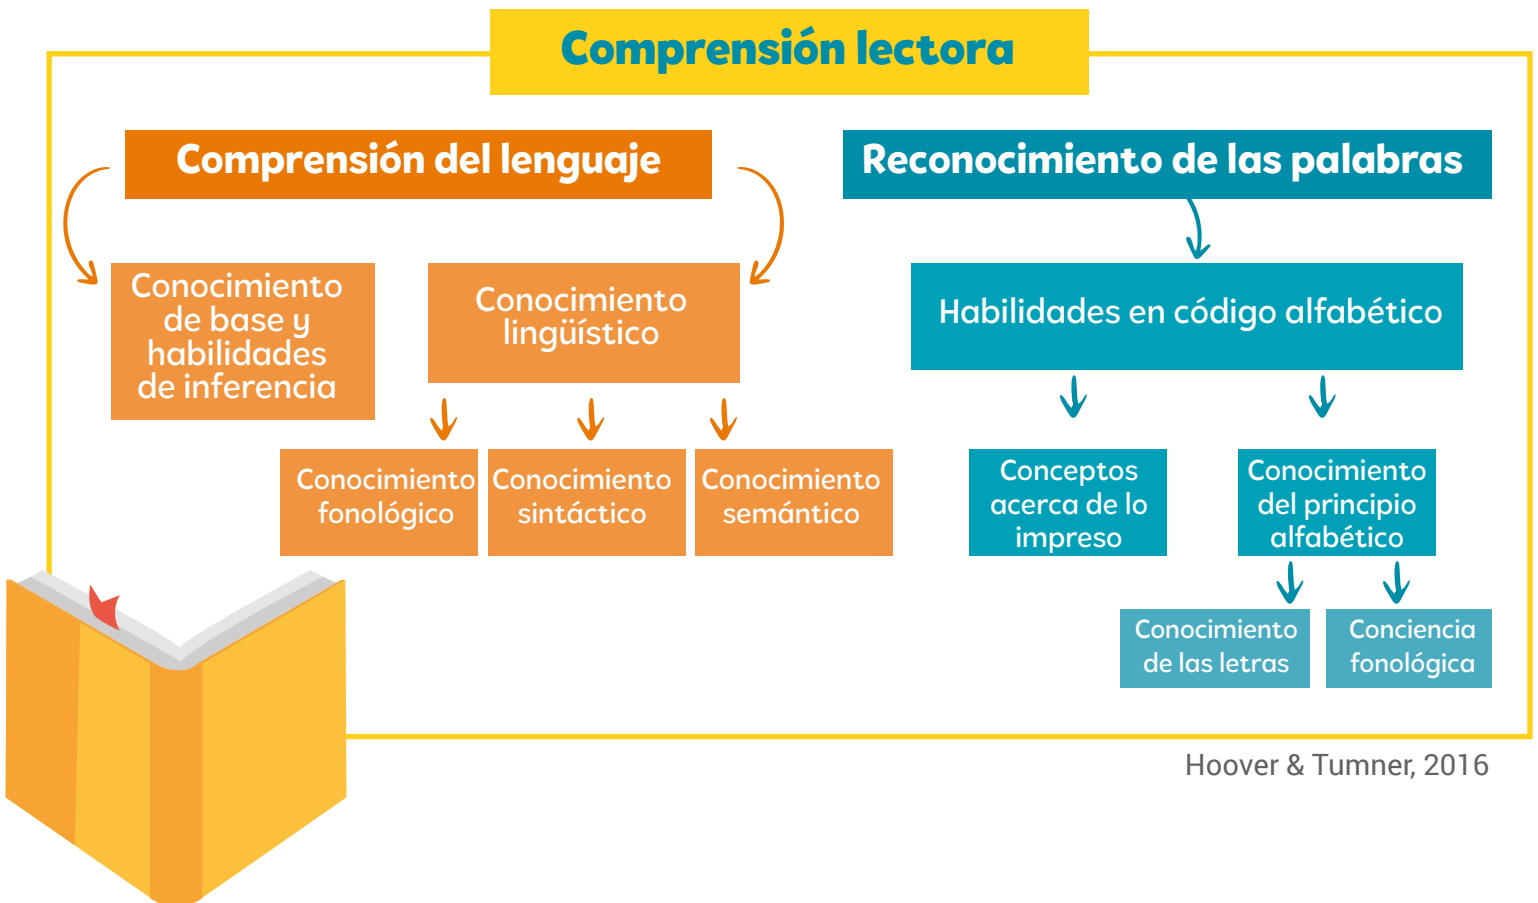 Comprensión lectora
Comprensión del lenguaje
Reconocimiento de las palabras
Conocimiento
de base y
habilidades
de inferencia
Conocimiento
lingüístico
Habilidades en código alfabético
Conocimiento
fonológico
Conocimiento
sintáctico
Conocimiento
semántico
Conceptos
acerca de lo
impreso
Conocimiento
del principio
alfabético
Conocimiento
de las letras
Conciencia
fonológica
Hoover & Tumner, 2016